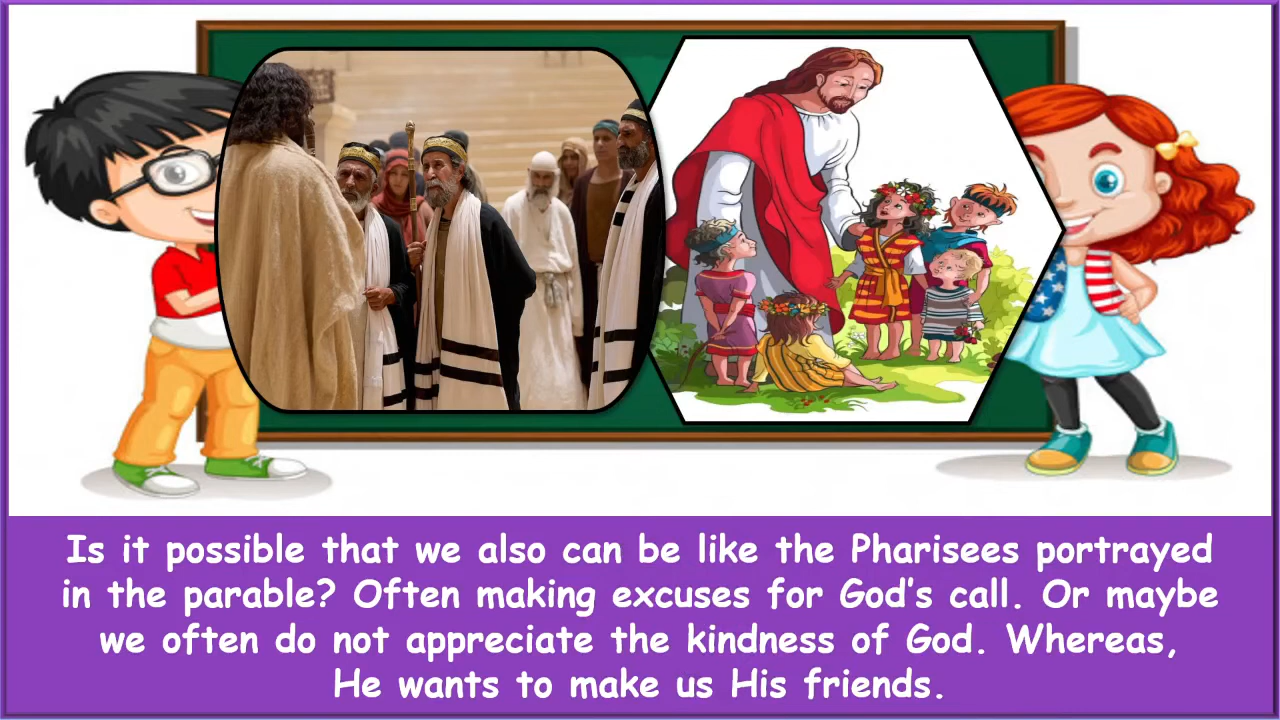 Is it possible that we also can be like the Pharisees portrayed
in the parable? Often making excuses for God's call. Or maybe
we often do not appreciate the kindness of God. Whereas,
He wants to make us His friends.